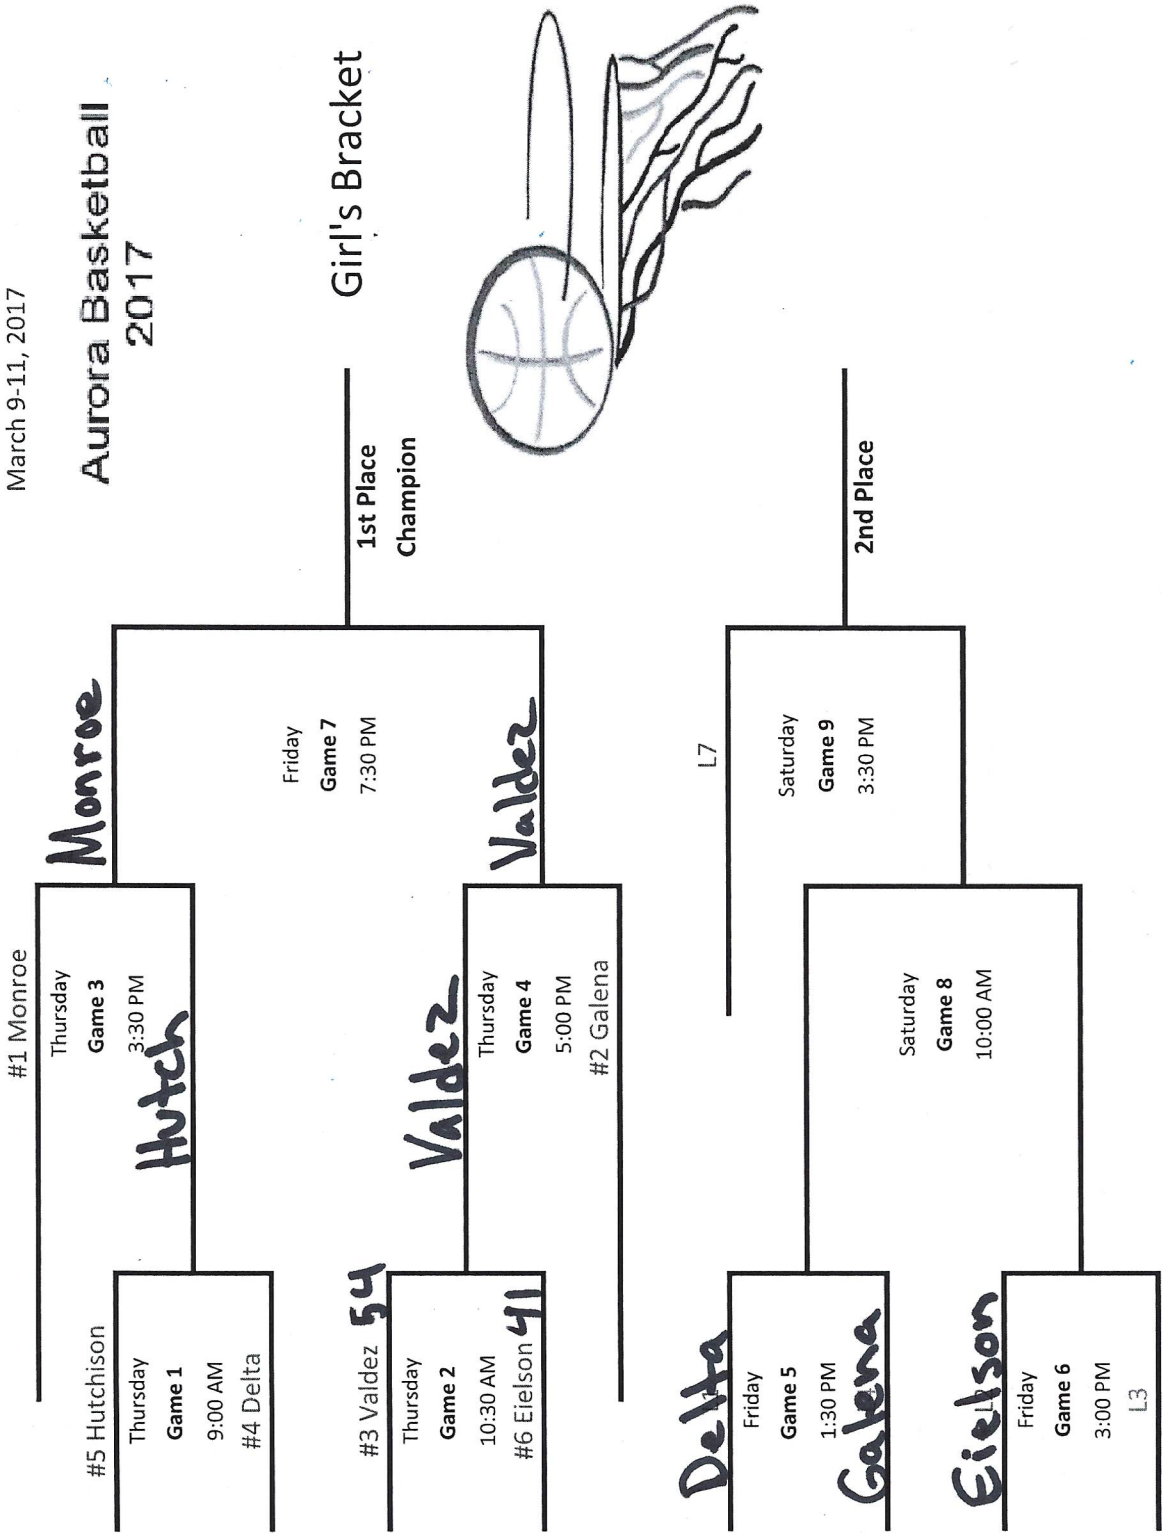 March 9-11, 2017
Aurora Basketball
2017
Girl's Bracket
#1 Monroe
Thursday
Game 3
3:30 PM
Monroe
Hutch
#5 Hutchison
Thursday
Game 1
9:00 AM
#4 Delta
Friday
Game 7
7:30 PM
1st Place
Champion
#3 Valdez 54
Thursday
Game 2
10:30 AM
#6 Eielson 41
Valdez
Thursday
Game 4
5:00 PM
#2 Galena
Valdez
L7
Saturday
Game 9
3:30 PM
2nd Place
Delta
Friday
Game 5
1:30 PM
Galena
Saturday
Game 8
10:00 AM
Eielson
Friday
Game 6
3:00 PM
L3